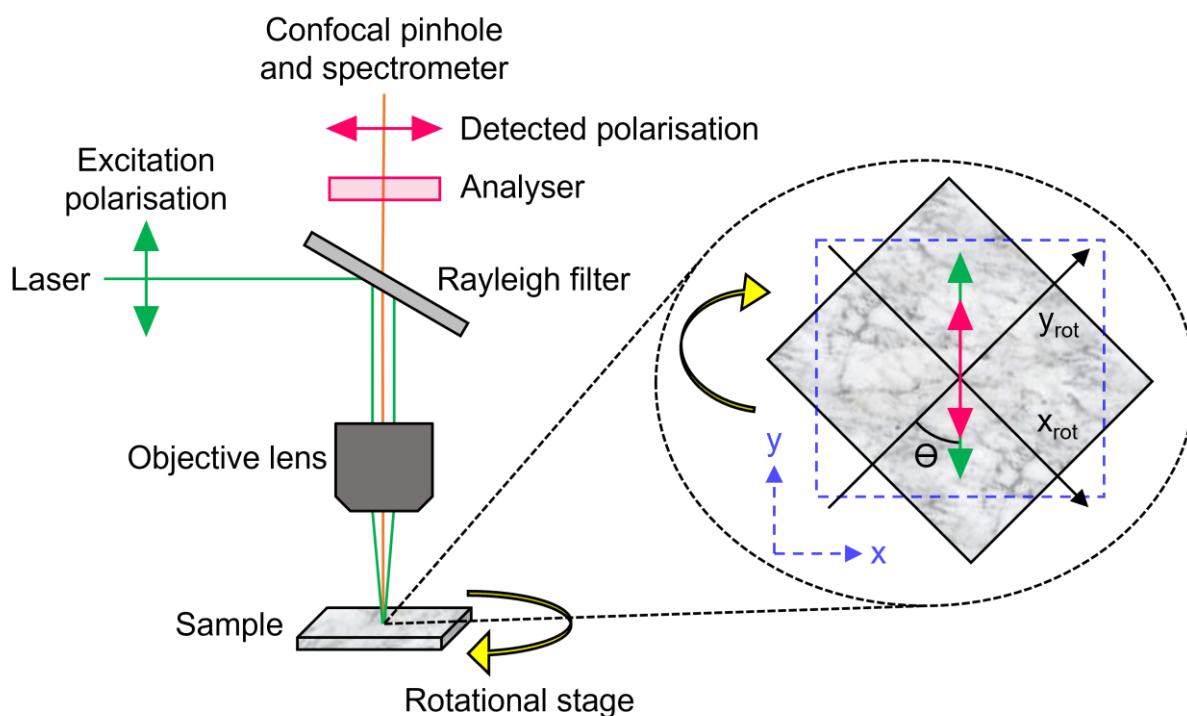 Confocal pinhole
and spectrometer
Detected polarisation
Excitation
polarisation
Analyser
Laser
Rayleigh filter
y_rot
x_rot
Objective lens
y
Θ
x
Sample
Rotational stage